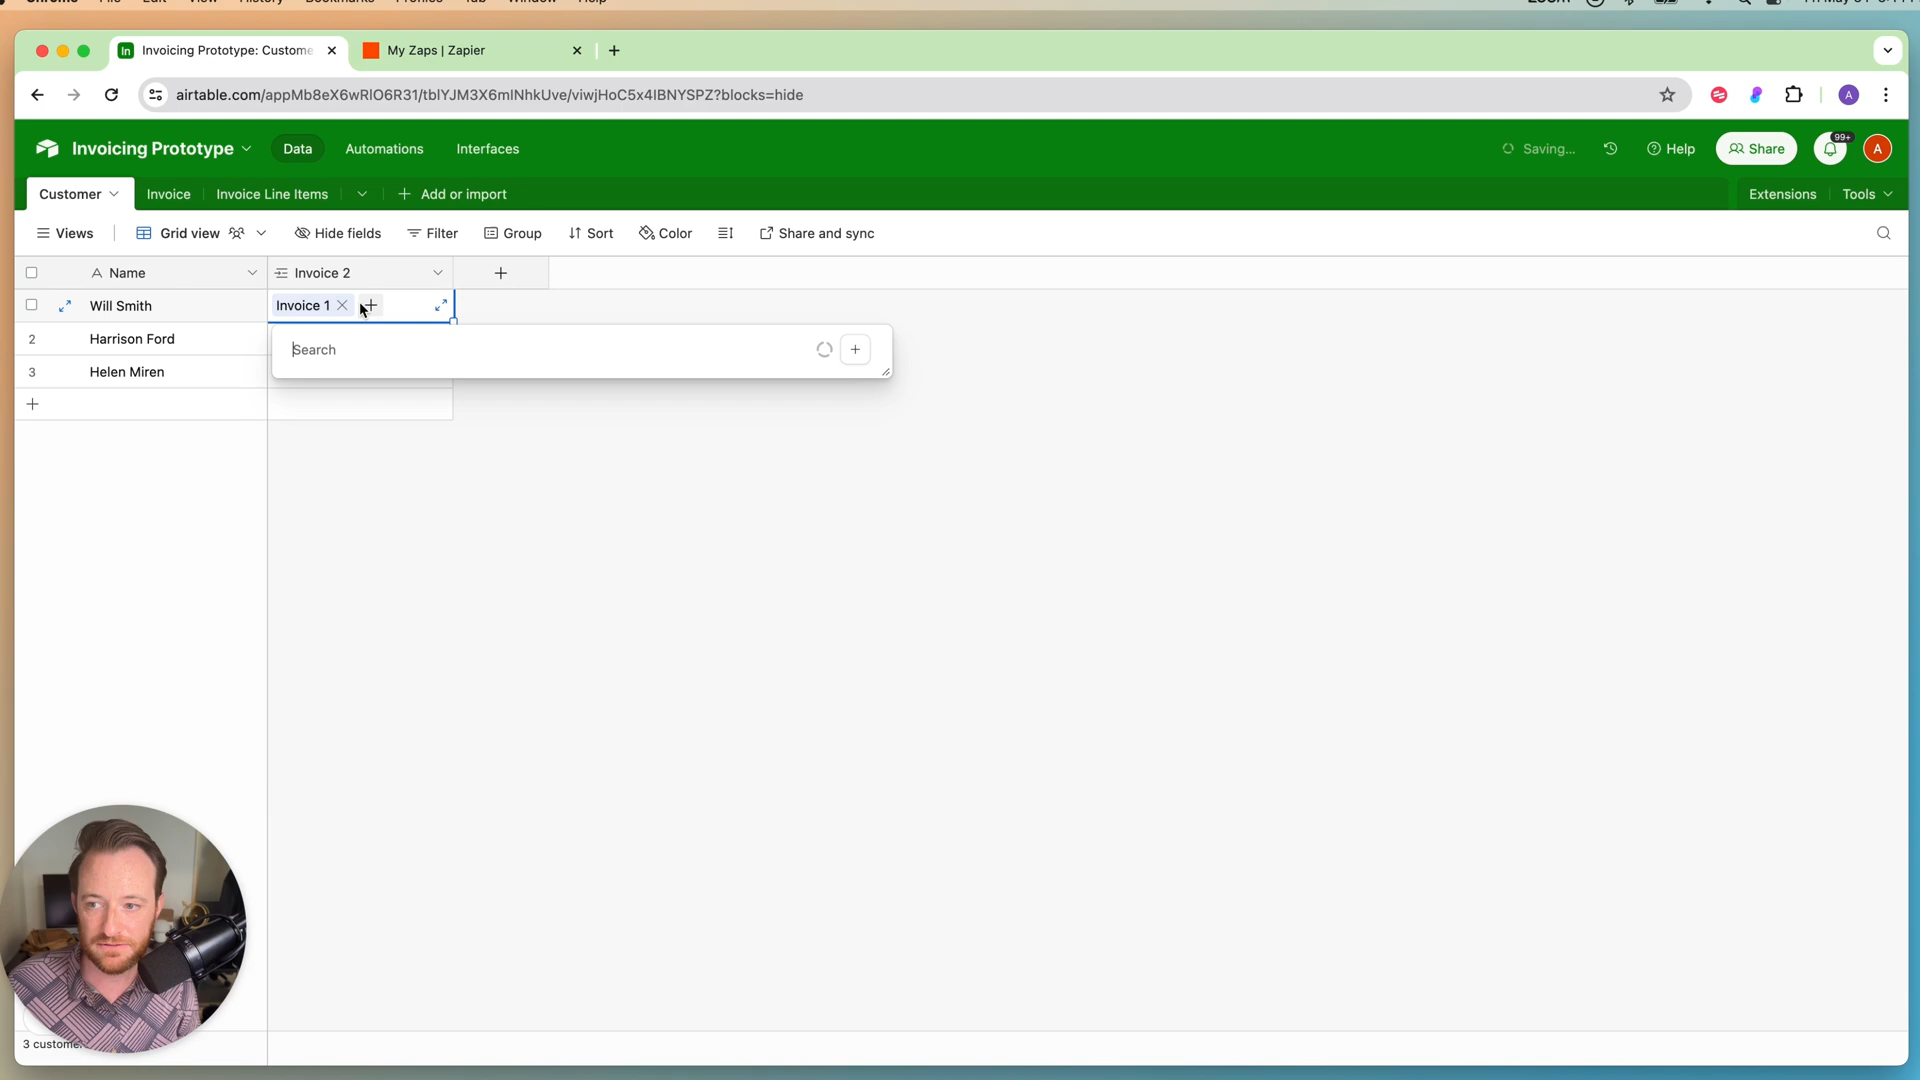 In Invoicing Prototype: Custome
My Zaps | Zapier
airtable.com/appMb8eX6wRlO6R31/tblYJM3X6mlNhkUve/viwjHoC5x4IBNYSPZ?blocks=hide
A
Invoicing Prototype
Data
Automations
Interfaces
Saving...
Help
Share
99+
A
Customer
Invoice
Invoice Line Items
Add or import
Extensions
Tools
Views
Grid view
Hide fields
Filter
Group
Sort
Color
Share and sync
A Name
Invoice 2
Will Smith
Invoice 1
2 Harrison Ford
Search
3 Helen Miren
3 custome